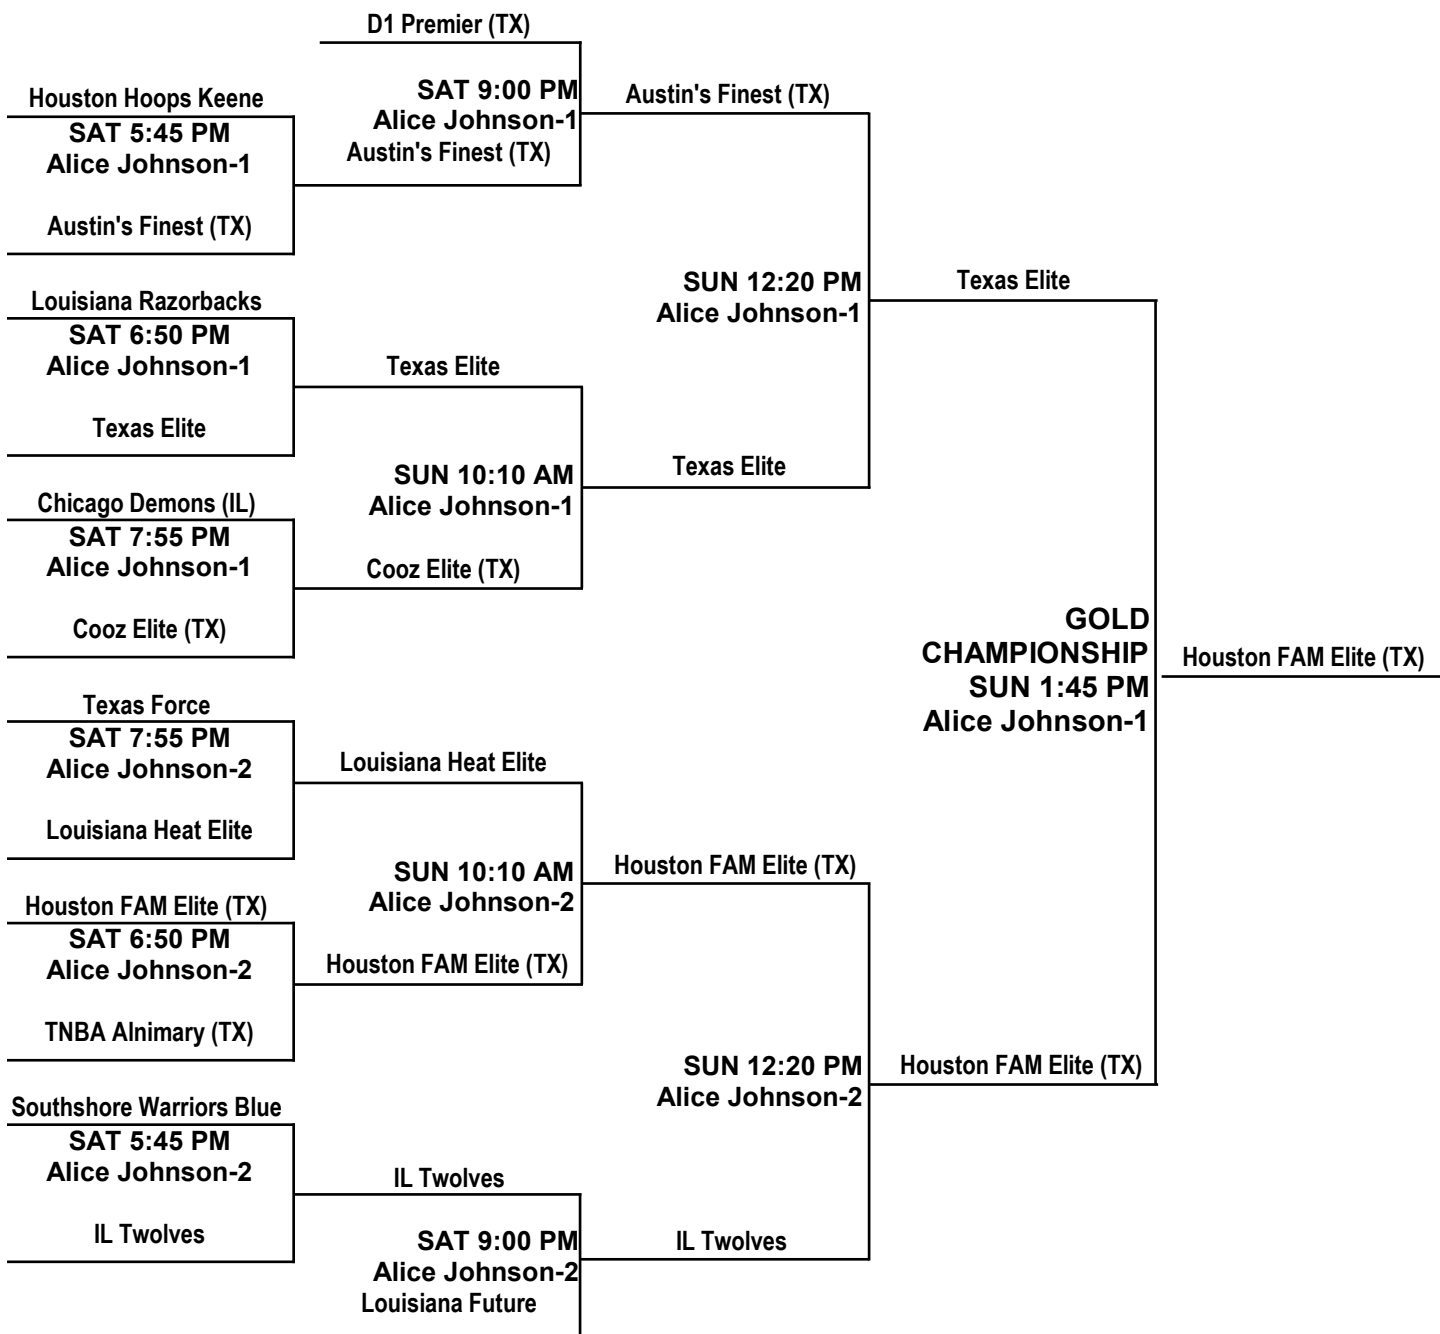 D1 Premier (TX)
SAT 9:00 PM
Alice Johnson-1
Austin's Finest (TX)
Houston Hoops Keene
SAT 5:45 PM
Alice Johnson-1
Austin's Finest (TX)
Austin's Finest (TX)
SUN 12:20 PM
Alice Johnson-1
Texas Elite
Louisiana Razorbacks
SAT 6:50 PM
Alice Johnson-1
Texas Elite
Texas Elite
SUN 10:10 AM
Alice Johnson-1
Texas Elite
Chicago Demons (IL)
SAT 7:55 PM
Alice Johnson-1
Cooz Elite (TX)
Cooz Elite (TX)
GOLD
CHAMPIONSHIP
SUN 1:45 PM
Alice Johnson-1
Houston FAM Elite (TX)
Texas Force
SAT 7:55 PM
Alice Johnson-2
Louisiana Heat Elite
Louisiana Heat Elite
SUN 10:10 AM
Alice Johnson-2
Houston FAM Elite (TX)
Houston FAM Elite (TX)
SAT 6:50 PM
Alice Johnson-2
TNBA Alnimary (TX)
Houston FAM Elite (TX)
SUN 12:20 PM
Alice Johnson-2
Houston FAM Elite (TX)
Southshore Warriors Blue
SAT 5:45 PM
Alice Johnson-2
IL Twolves
IL Twolves
SAT 9:00 PM
Alice Johnson-2
Louisiana Future
IL Twolves